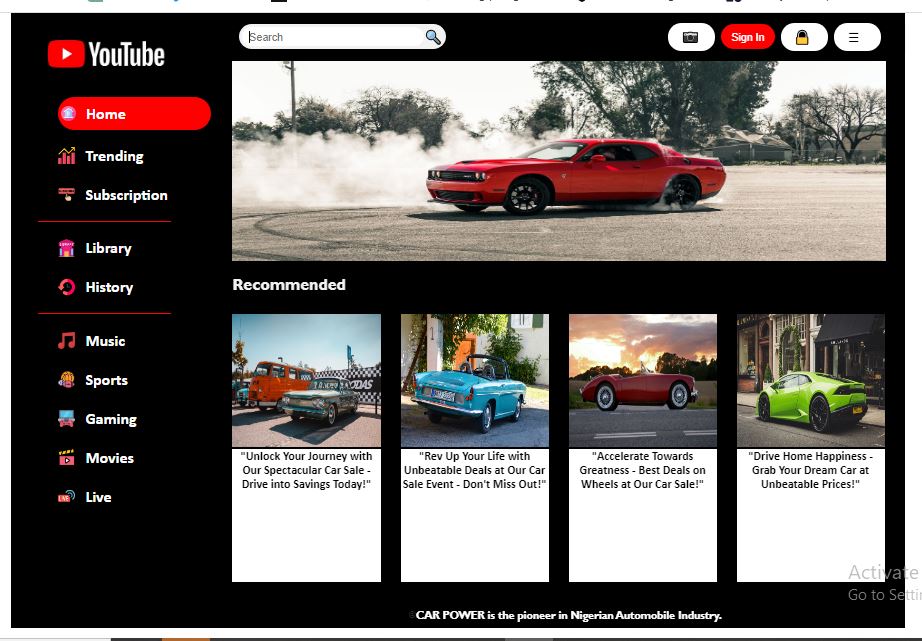 YouTube
Search
Sign In
Home
Trending
Subscription
Library
History
Music
Sports
Gaming
Movies
Live
Recommended
"Unlock Your Journey with
Our Spectacular Car Sale -
Drive into Savings Today!"
"Rev Up Your Life with
Unbeatable Deals at Our Car
Sale Event - Don't Miss Out!"
"Accelerate Towards
Greatness - Best Deals on
Wheels at Our Car Sale!"
"Drive Home Happiness -
Grab Your Dream Car at
Unbeatable Prices!"
©CAR POWER is the pioneer in Nigerian Automobile Industry.
Activate
Go to Settin